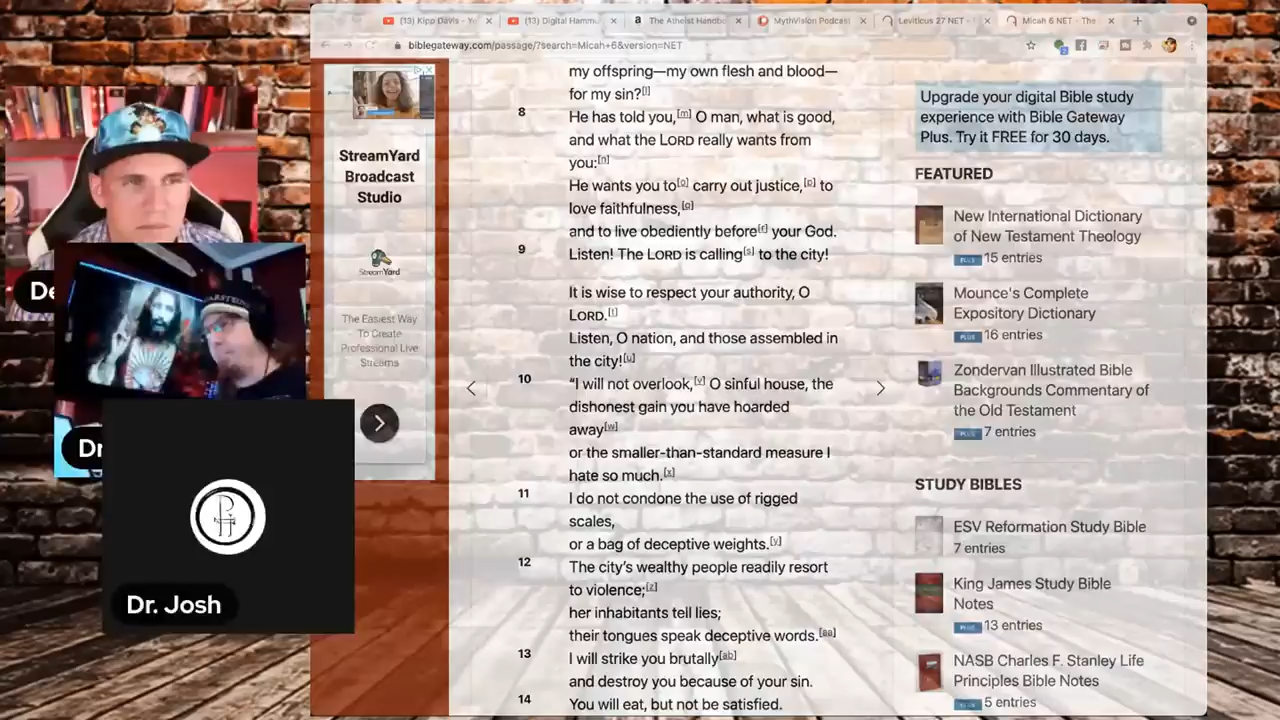 (13) Kipp Davis - Y
(13) Digital Hamm
The Atheist Handb
MythVision Podcast
Leviticus 27 NET -
Micah 6 NET - The
biblegateway.com/passage/?search=Micah+6&version=NET
StreamYard
Broadcast
Studio
StreamYard
The Easiest Way
To Create
Professional Live
Streams
De
Dr
Dr. Josh
my offspring—my own flesh and blood—
for my sin?[l]
8 He has told you,[m] O man, what is good,
and what the LORD really wants from
you:[n]
He wants you to[o] carry out justice,[p] to
love faithfulness,[q]
and to live obediently before[r] your God.
9 Listen! The LORD is calling[s] to the city!
It is wise to respect your authority, O
LORD.[t]
Listen, O nation, and those assembled in
the city![u]
10 “I will not overlook,[v] O sinful house, the
dishonest gain you have hoarded
away[w]
or the smaller-than-standard measure I
hate so much.[x]
11 I do not condone the use of rigged
scales,
or a bag of deceptive weights.[y]
12 The city’s wealthy people readily resort
to violence;[z]
her inhabitants tell lies;
their tongues speak deceptive words.[aa]
13 I will strike you brutally[ab]
and destroy you because of your sin.
14 You will eat, but not be satisfied.
Upgrade your digital Bible study
experience with Bible Gateway
Plus. Try it FREE for 30 days.
FEATURED
New International Dictionary
of New Testament Theology
PLUS 15 entries
Mounce's Complete
Expository Dictionary
PLUS 16 entries
Zondervan Illustrated Bible
Backgrounds Commentary of
the Old Testament
PLUS 7 entries
STUDY BIBLES
ESV Reformation Study Bible
7 entries
King James Study Bible
Notes
PLUS 13 entries
NASB Charles F. Stanley Life
Principles Bible Notes
PLUS 5 entries